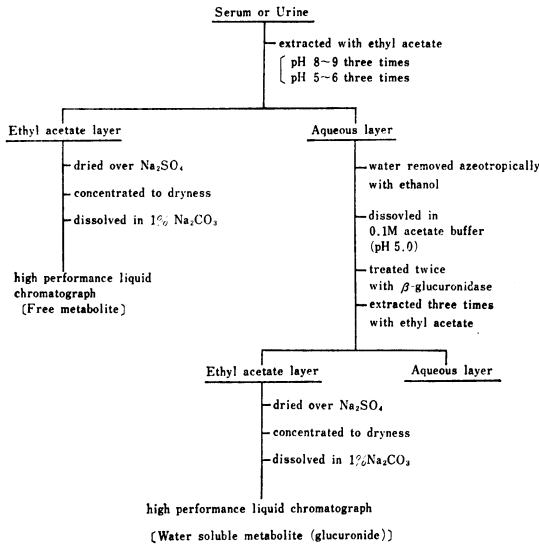 Serum or Urine
extracted with ethyl acetate
pH 8~9 three times
pH 5~6 three times
Ethyl acetate layer
dried over Na₂SO₄
concentrated to dryness
dissolved in 1% Na₂CO₃
high performance liquid
chromatograph
〔Free metabolite〕
Aqueous layer
water removed azeotropically
with ethanol
dissovled in
0.1M acetate buffer
(pH 5.0)
treated twice
with β-glucuronidase
extracted three times
with ethyl acetate
Ethyl acetate layer
Aqueous layer
dried over Na₂SO₄
concentrated to dryness
dissolved in 1%Na₂CO₃
high performance liquid chromatograph
〔Water soluble metabolite (glucuronide)〕